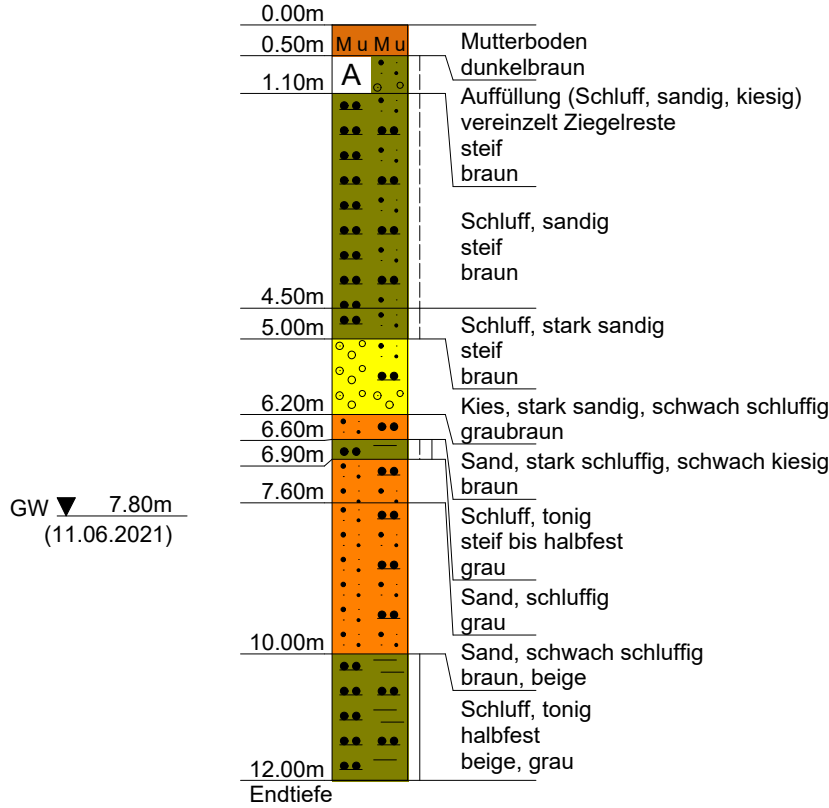 0.00m
0.50m
Mu Mu
Mutterboden
dunkelbraun
A
1.10m
Auffüllung (Schluff, sandig, kiesig)
vereinzelt Ziegelreste
steif
braun
Schluff, sandig
steif
braun
4.50m
5.00m
Schluff, stark sandig
steif
braun
6.20m
Kies, stark sandig, schwach schluffig
graubraun
6.60m
Sand, stark schluffig, schwach kiesig
braun
6.90m
7.60m
Schluff, tonig
steif bis halbfest
grau
GW 7.80m
(11.06.2021)
Sand, schluffig
grau
10.00m
Sand, schwach schluffig
braun, beige
Schluff, tonig
halbfest
beige, grau
12.00m
Endtiefe